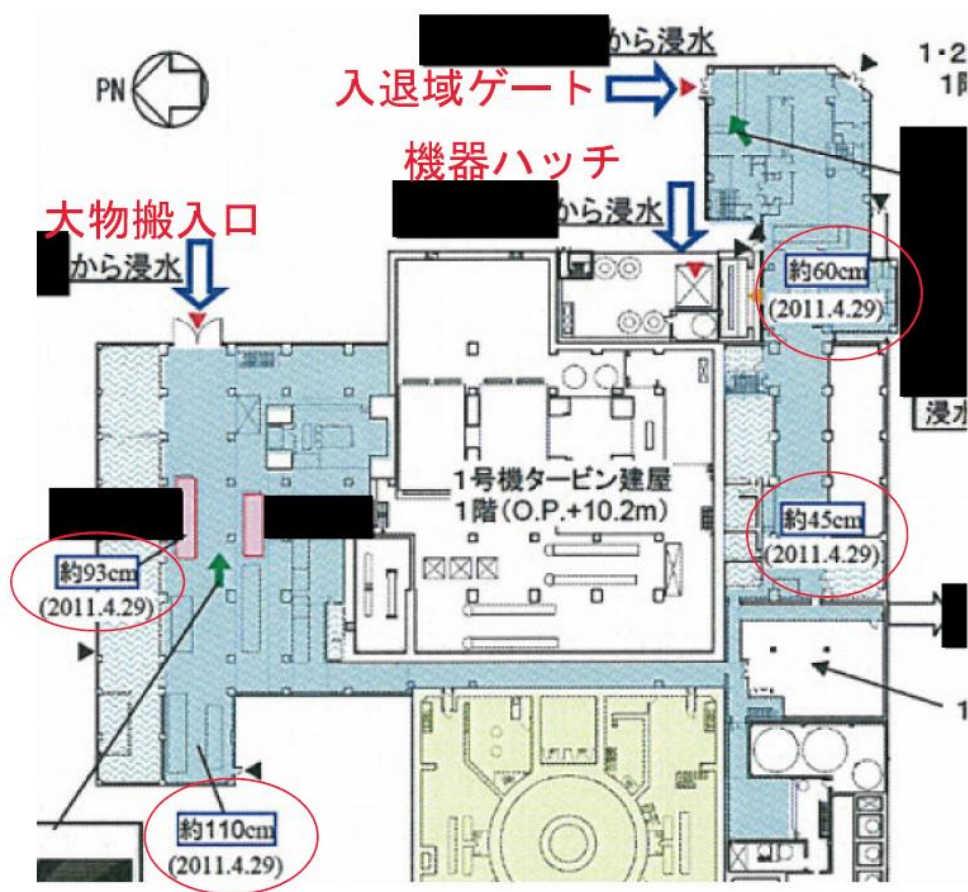 から浸水
1・2
1階
PN
入退域ゲート
機器ハッチ
から浸水
大物搬入口
から浸水
約60cm
(2011.4.29)
浸水
1号機タービン建屋
1階(O.P.+10.2m)
約45cm
(2011.4.29)
約93cm
(2011.4.29)
1
約110cm
(2011.4.29)